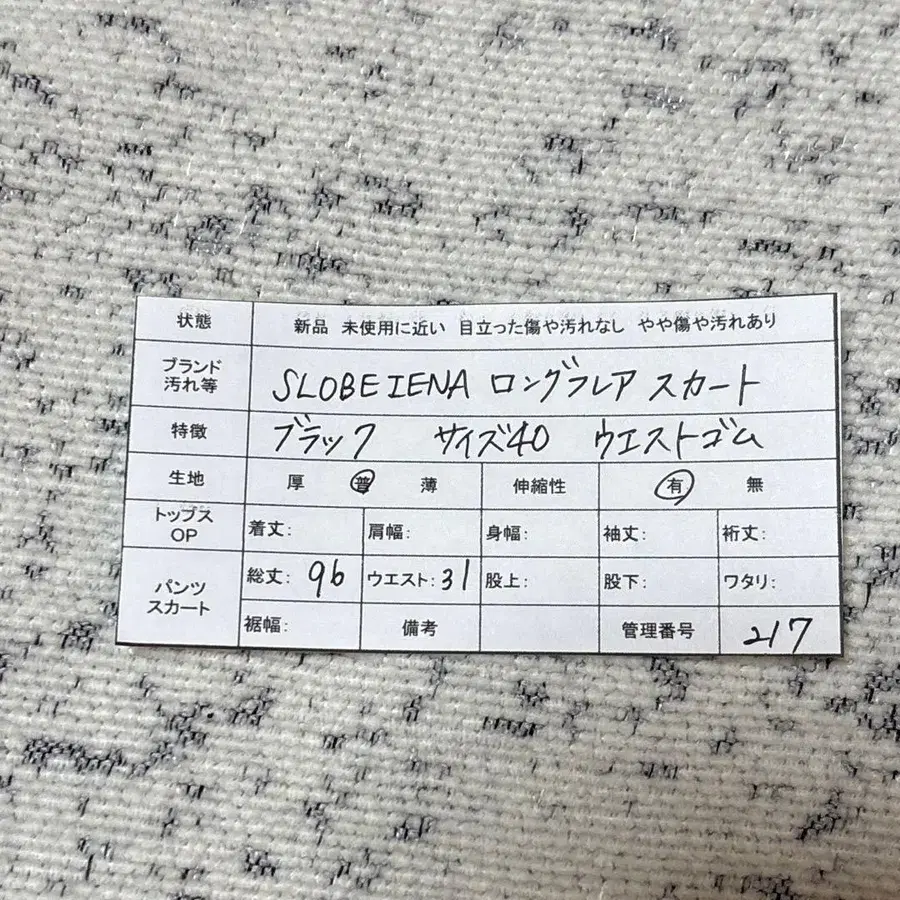 状態 新品 未使用に近い 目立った傷や汚れなし やや傷や汚れあり
ブランド
汚れ等 SLOBE IENA ロングフレア スカート
特徴 ブラック サイズ40 ウエストゴム
生地 厚 普 薄 伸縮性 有 無
トップス
OP 着丈: 肩幅: 身幅: 袖丈: 裄丈:
パンツ
スカート 総丈: 96 ウエスト: 31 股上: 股下: ワタリ:
裾幅: 備考 管理番号 217